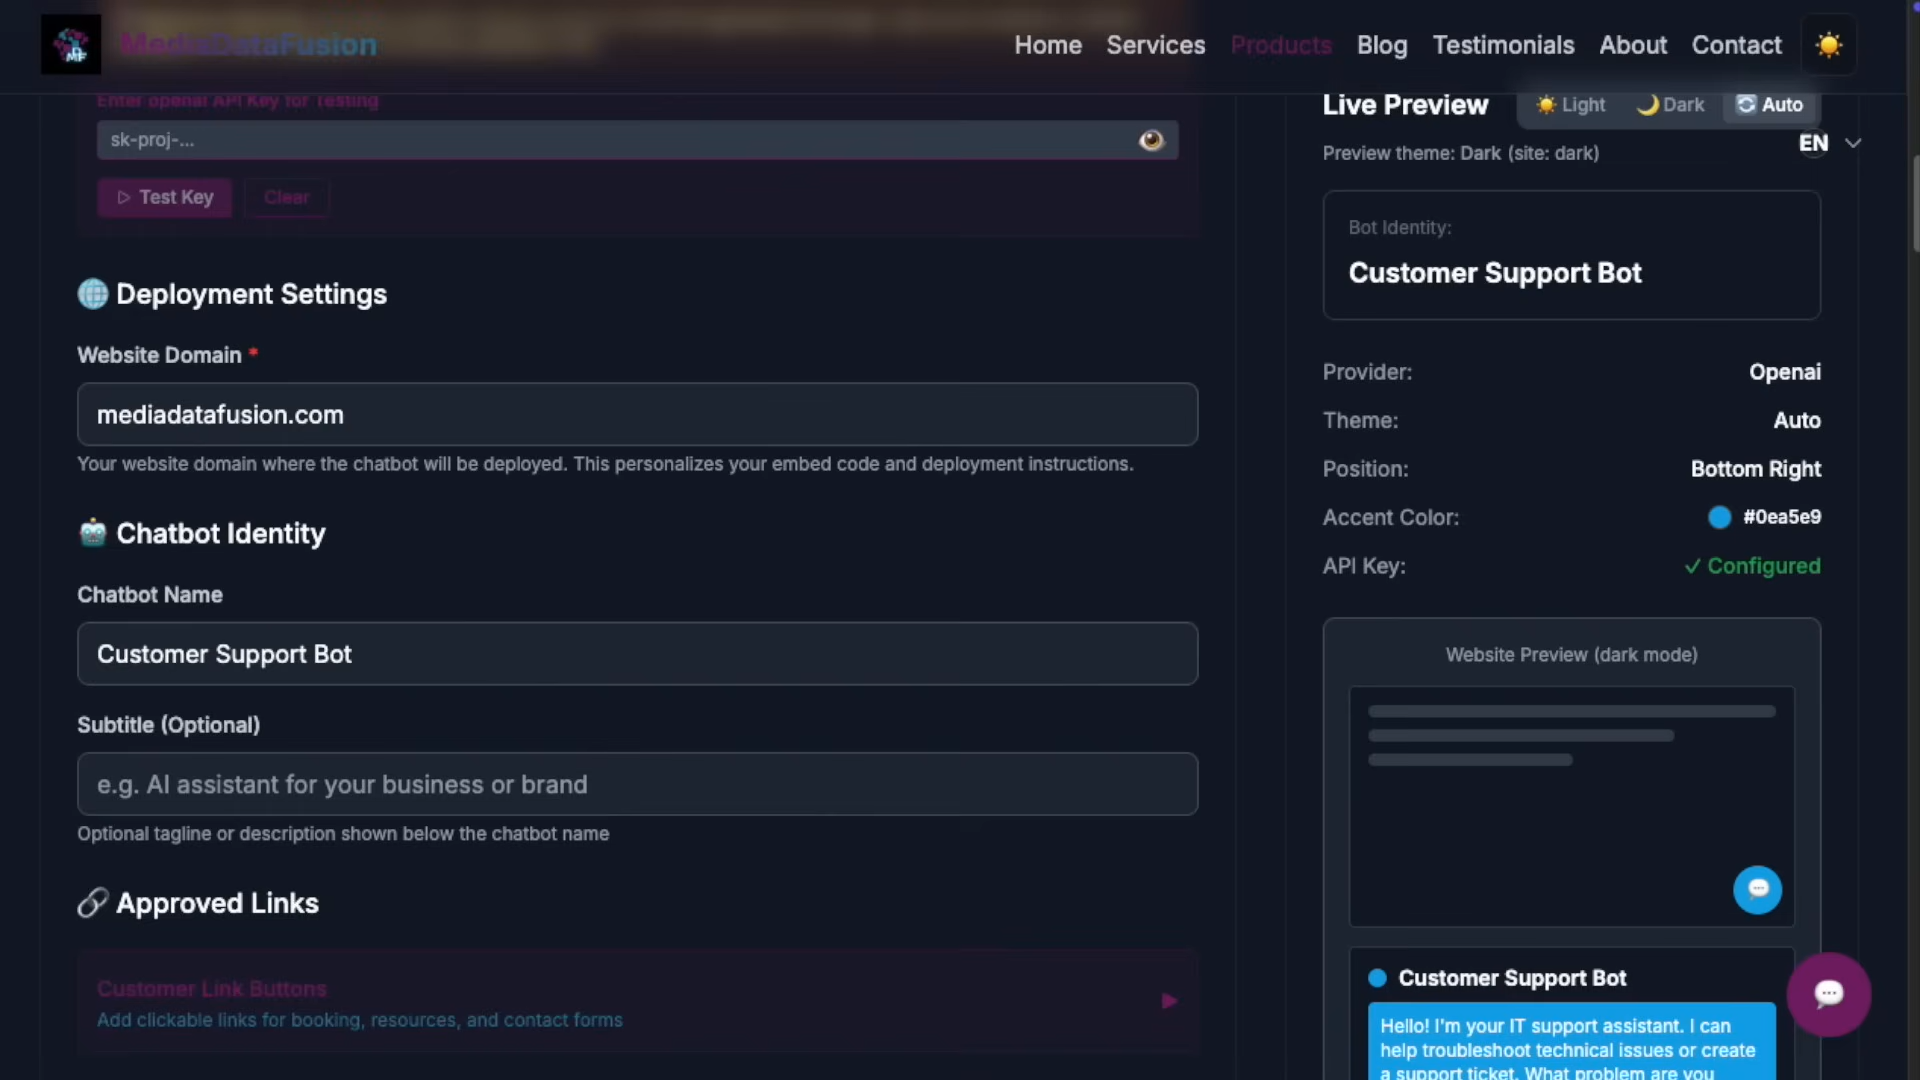 MediaDataFusion
Home Services Products Blog Testimonials About Contact
Enter openai API Key for Testing
sk-proj-...
Test Key Clear
Deployment Settings
Website Domain *
mediadatafusion.com
Your website domain where the chatbot will be deployed. This personalizes your embed code and deployment instructions.
Chatbot Identity
Chatbot Name
Customer Support Bot
Subtitle (Optional)
e.g. AI assistant for your business or brand
Optional tagline or description shown below the chatbot name
Approved Links
Customer Link Buttons
Add clickable links for booking, resources, and contact forms
Live Preview Light Dark Auto
EN
Preview theme: Dark (site: dark)
Bot Identity:
Customer Support Bot
Provider: Openai
Theme: Auto
Position: Bottom Right
Accent Color: #0ea5e9
API Key: ✓ Configured
Website Preview (dark mode)
Customer Support Bot
Hello! I'm your IT support assistant. I can
help troubleshoot technical issues or create
a support ticket. What problem are you